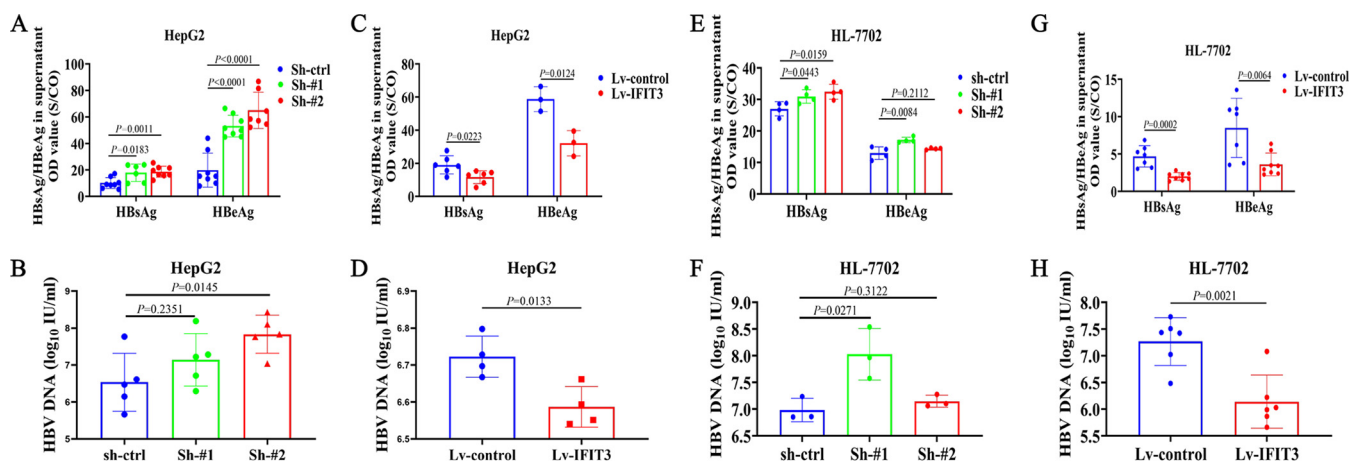 A
HepG2
HBsAg/HBeAg in supernatant
OD value (S/CO)
100
80
60
40
20
0
P<0.0001
P<0.0001
P=0.0011
P=0.0183
Sh-ctrl
Sh-#1
Sh-#2
HBsAg
HBeAg
C
HepG2
HBsAg/HBeAg in supernatant
OD value (S/CO)
80
60
40
20
0
P=0.0124
P=0.0223
Lv-control
Lv-IFIT3
HBsAg
HBeAg
E
HL-7702
HBsAg/HBeAg in supernatant
OD value (S/CO)
40
30
20
10
0
P=0.0159
P=0.0443
P=0.2112
P=0.0084
sh-ctrl
Sh-#1
Sh-#2
HBsAg
HBeAg
G
HL-7702
HBsAg/HBeAg in supernatant
OD value (S/CO)
15
10
5
0
P=0.0064
P=0.0002
Lv-control
Lv-IFIT3
HBsAg
HBeAg
B
HepG2
HBV DNA (log10 IU/ml)
9
8
7
6
5
P=0.0145
P=0.2351
sh-ctrl
Sh-#1
Sh-#2
D
HepG2
HBV DNA (log10 IU/ml)
6.9
6.8
6.7
6.6
6.5
P=0.0133
Lv-control
Lv-IFIT3
F
HL-7702
HBV DNA (log10 IU/ml)
9.0
8.5
8.0
7.5
7.0
6.5
P=0.3122
P=0.0271
sh-ctrl
Sh-#1
Sh-#2
H
HL-7702
HBV DNA (log10 IU/ml)
8.0
7.5
7.0
6.5
6.0
5.5
P=0.0021
Lv-control
Lv-IFIT3